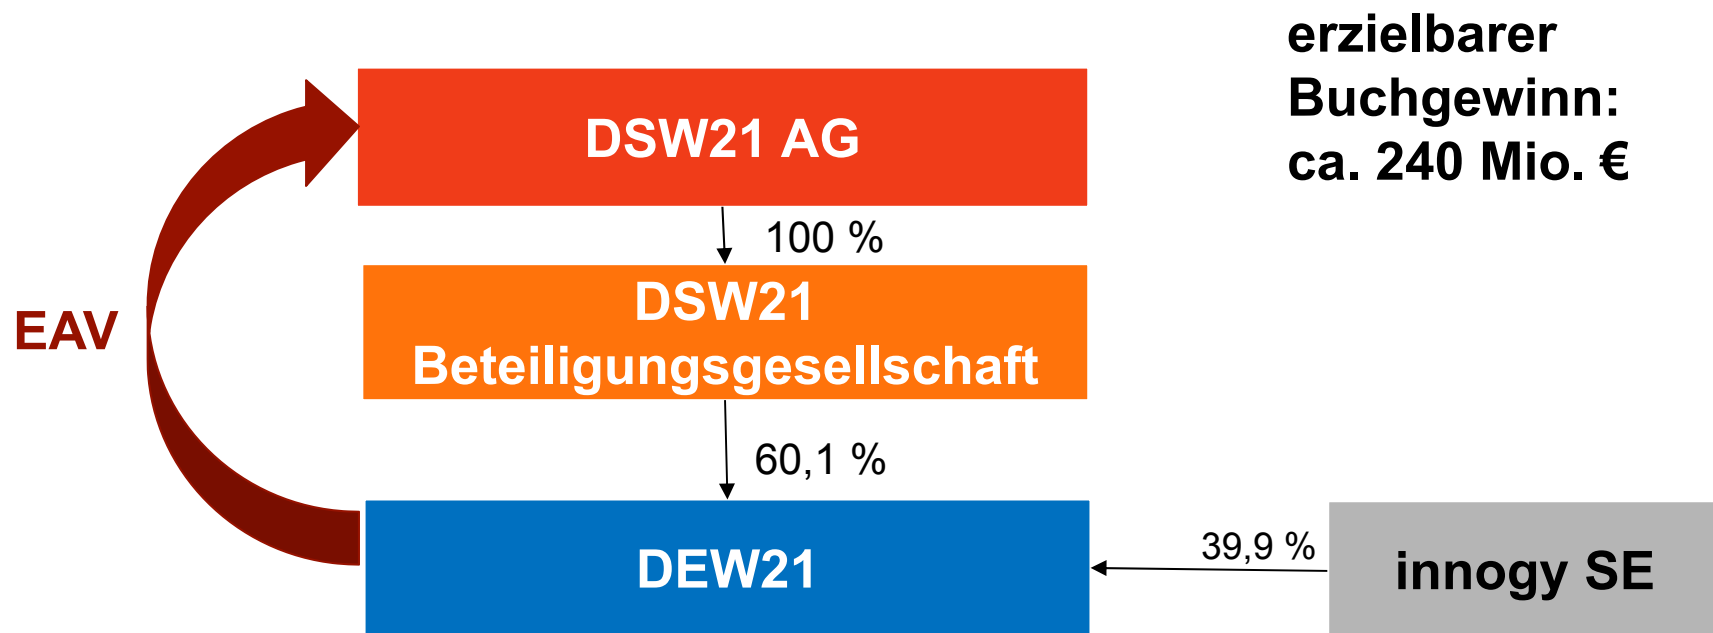 erzielbarer
Buchgewinn:
ca. 240 Mio. €
DSW21 AG
100 %
DSW21
Beteiligungsgesellschaft
EAV
60,1 %
DEW21
39,9 %
innogy SE